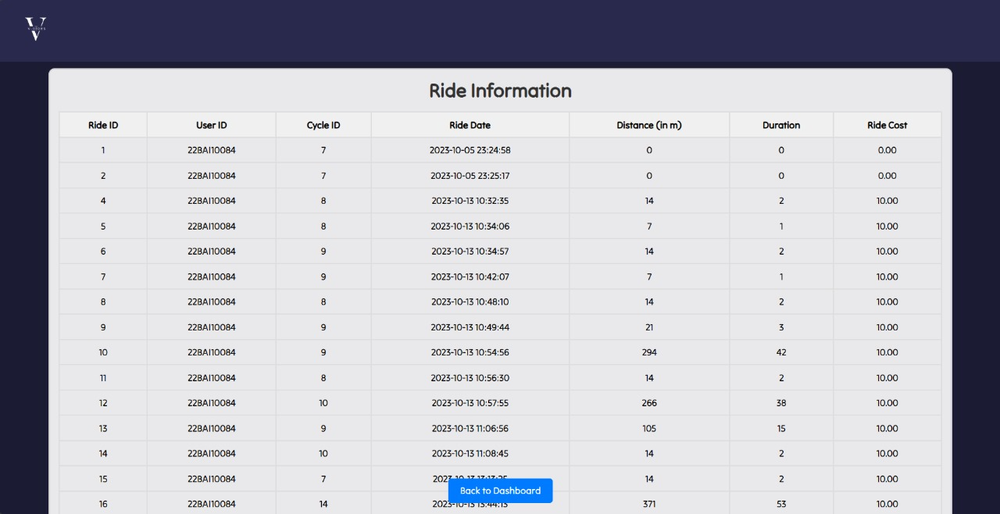 V
V
Ride Information
Ride ID User ID Cycle ID Ride Date Distance (in m) Duration Ride Cost
1 22BAI10084 7 2023-10-05 23:24:58 0 0 0.00
2 22BAI10084 7 2023-10-05 23:25:17 0 0 0.00
4 22BAI10084 8 2023-10-13 10:32:35 14 2 10.00
5 22BAI10084 8 2023-10-13 10:34:06 7 1 10.00
6 22BAI10084 9 2023-10-13 10:34:57 14 2 10.00
7 22BAI10084 9 2023-10-13 10:42:07 7 1 10.00
8 22BAI10084 8 2023-10-13 10:48:10 14 2 10.00
9 22BAI10084 9 2023-10-13 10:49:44 21 3 10.00
10 22BAI10084 9 2023-10-13 10:54:56 294 42 10.00
11 22BAI10084 8 2023-10-13 10:56:30 14 2 10.00
12 22BAI10084 10 2023-10-13 10:57:55 266 38 10.00
13 22BAI10084 9 2023-10-13 11:06:56 105 15 10.00
14 22BAI10084 10 2023-10-13 11:08:45 14 2 10.00
15 22BAI10084 7 14 2 10.00
Back to Dashboard
16 22BAI10084 14 2023-10-13 13:44:13 371 53 10.00